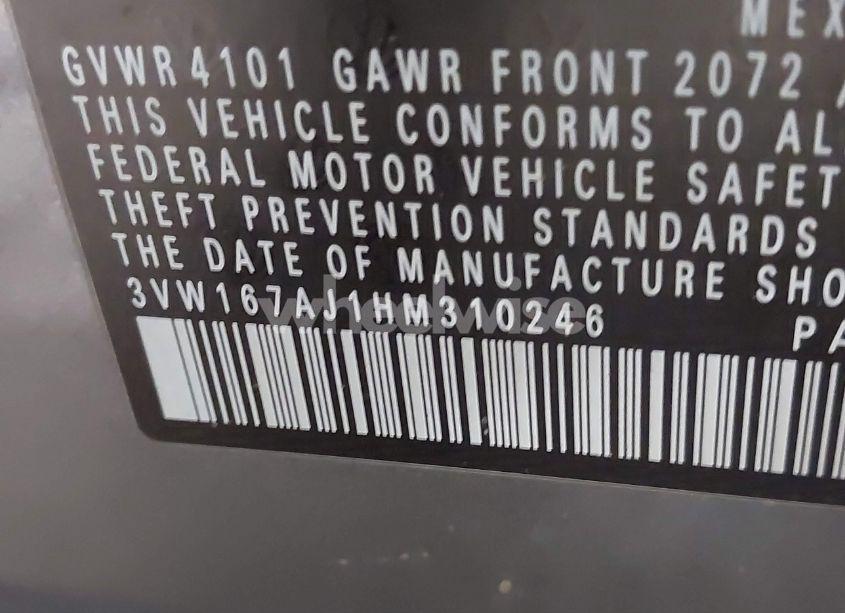 MEX
GVWR 4101 GAWR FRONT 2072
THIS VEHICLE CONFORMS TO AL
FEDERAL MOTOR VEHICLE SAFET
THEFT PREVENTION STANDARDS
THE DATE OF MANUFACTURE SHO
3VW167AJ1HM310246 PA
wheelwise